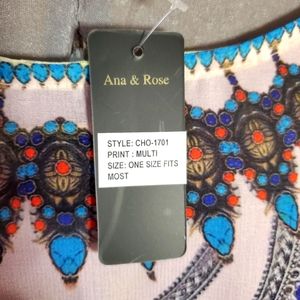 Ana & Rose
STYLE: CHO-1701
PRINT : MULTI
SIZE: ONE SIZE FITS
MOST